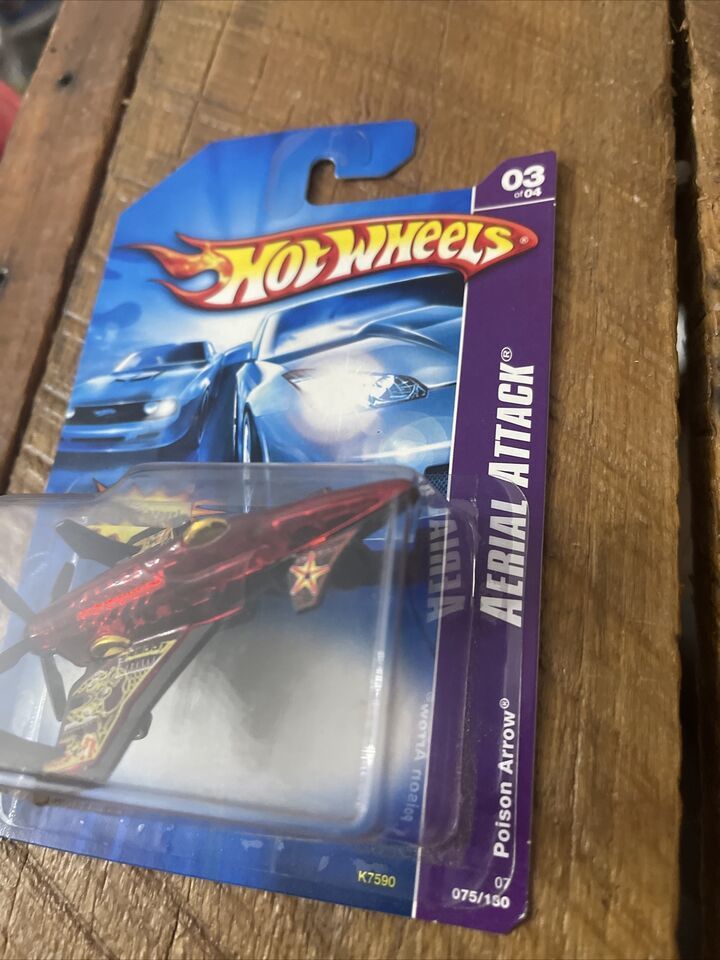 03
of 04
HOT WHEELS®
AERIAL ATTACK®
Poison Arrow®
K7590
07
075/180